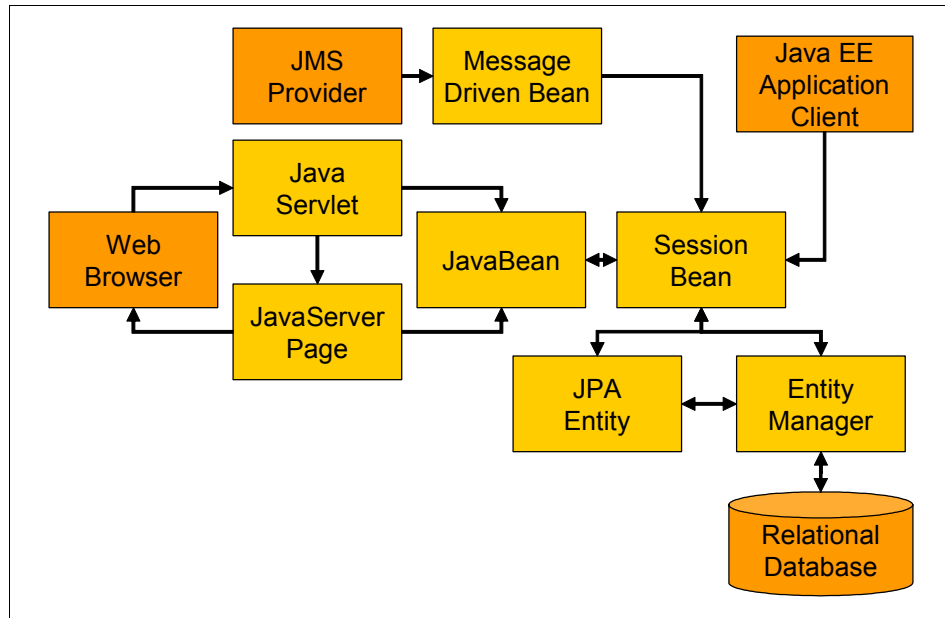 JMS
Provider
Message
Driven Bean
Java EE
Application
Client
Java
Servlet
Web
Browser
JavaBean
Session
Bean
JavaServer
Page
JPA
Entity
Entity
Manager
Relational
Database